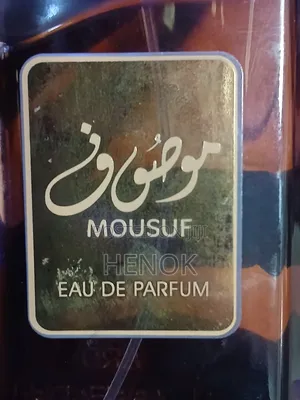 موصوف
MOUSUF
HENOK
EAU DE PARFUM